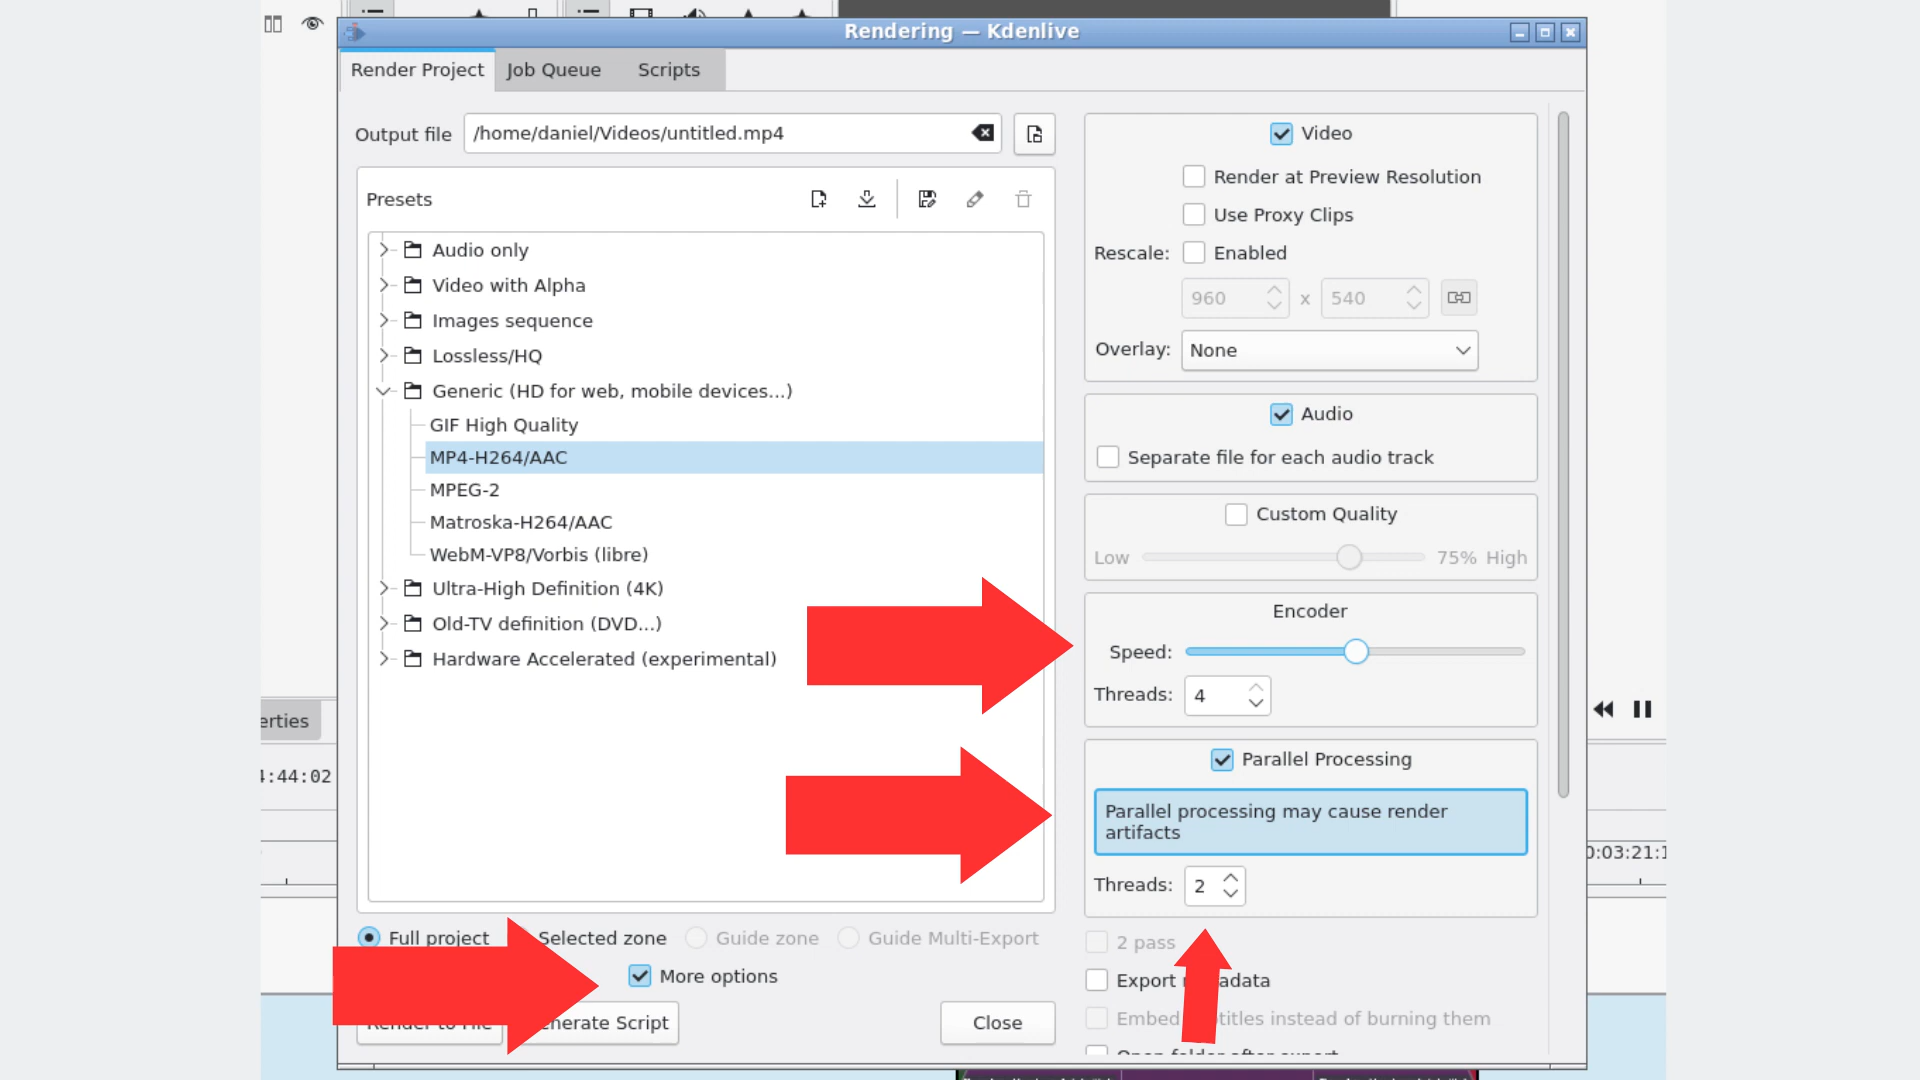 Rendering — Kdenlive
Render Project
Job Queue
Scripts
Output file
/home/daniel/Videos/untitled.mp4
Presets
Audio only
Video with Alpha
Images sequence
Lossless/HQ
Generic (HD for web, mobile devices...)
GIF High Quality
MP4-H264/AAC
MPEG-2
Matroska-H264/AAC
WebM-VP8/Vorbis (libre)
Ultra-High Definition (4K)
Old-TV definition (DVD...)
Hardware Accelerated (experimental)
Full project
Selected zone
Guide zone
Guide Multi-Export
More options
Script
Close
Video
Render at Preview Resolution
Use Proxy Clips
Rescale:
Enabled
960 x 540
Overlay:
None
Audio
Separate file for each audio track
Custom Quality
Low
75% High
Encoder
Speed:
Threads: 4
Parallel Processing
Parallel processing may cause render
artifacts
Threads: 2
2 pass
Export
Embed
instead of burning them
erties
4:44:02
0:03:21:1